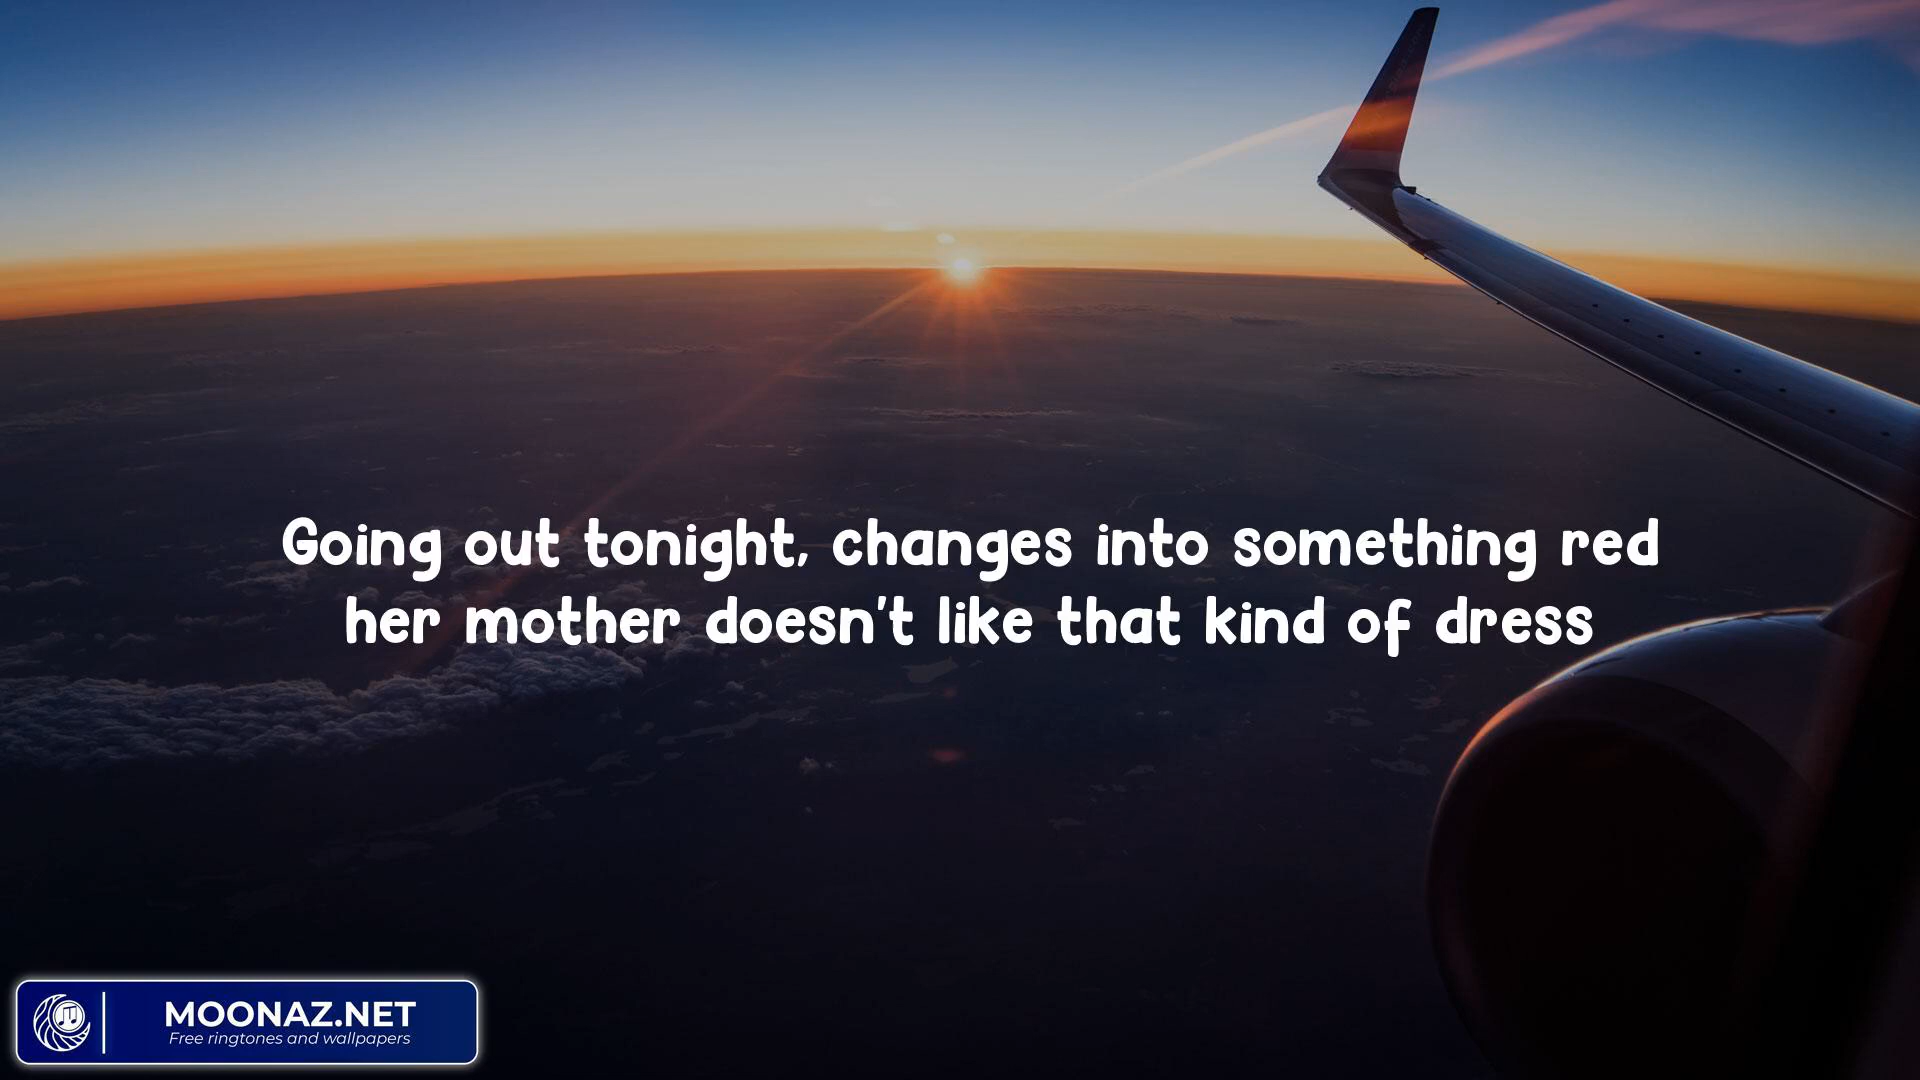 Going out tonight, changes into something red
her mother doesn't like that kind of dress
MOONAZ.NET
Free ringtones and wallpapers